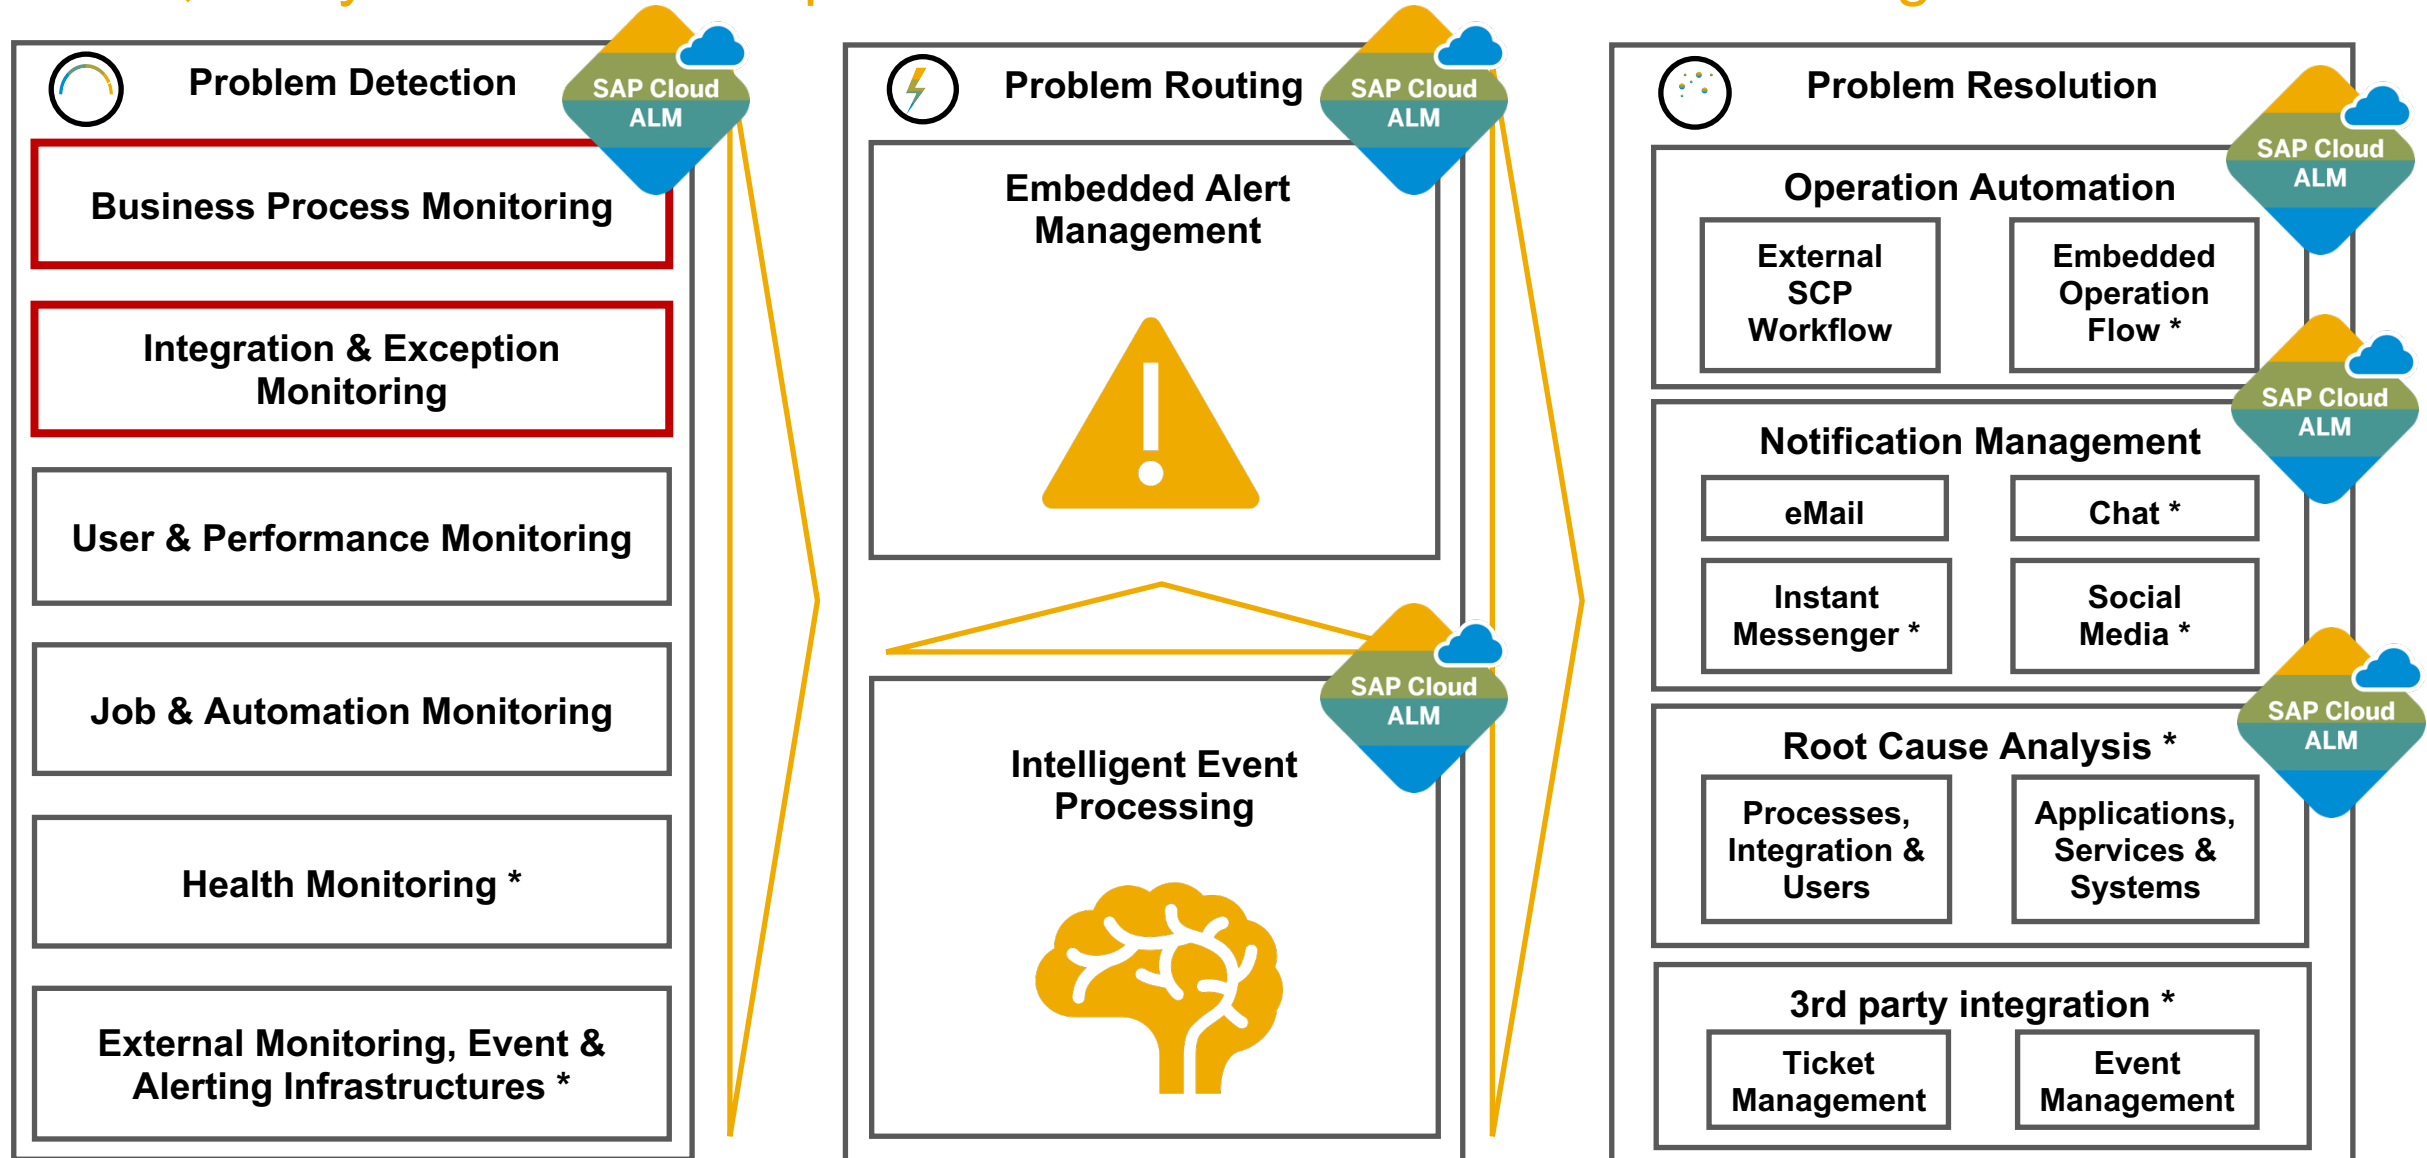 Problem Detection
SAP Cloud
ALM
Business Process Monitoring
Integration & Exception
Monitoring
User & Performance Monitoring
Job & Automation Monitoring
Health Monitoring *
External Monitoring, Event &
Alerting Infrastructures *
Problem Routing
SAP Cloud
ALM
Embedded Alert
Management
SAP Cloud
ALM
Intelligent Event
Processing
Problem Resolution
SAP Cloud
ALM
Operation Automation
External
SCP
Workflow
Embedded
Operation
Flow *
SAP Cloud
ALM
Notification Management
eMail
Chat *
Instant
Messenger *
Social
Media *
SAP Cloud
ALM
Root Cause Analysis *
Processes,
Integration &
Users
Applications,
Services &
Systems
3rd party integration *
Ticket
Management
Event
Management